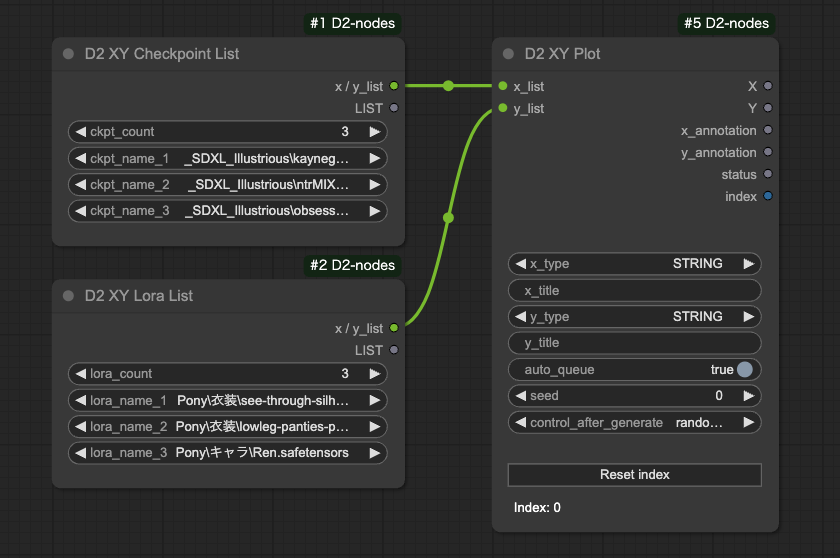 #1 D2-nodes
D2 XY Checkpoint List
x / y_list
LIST
ckpt_count 3
ckpt_name_1 _SDXL_Illustrious\kayneg…
ckpt_name_2 _SDXL_Illustrious\ntrMIX…
ckpt_name_3 _SDXL_Illustrious\obsess…
#2 D2-nodes
D2 XY Lora List
x / y_list
LIST
lora_count 3
lora_name_1 Pony\衣装\see-through-silh…
lora_name_2 Pony\衣装\lowleg-panties-p…
lora_name_3 Pony\キャラ\Ren.safetensors
#5 D2-nodes
D2 XY Plot
x_list X
y_list Y
x_annotation
y_annotation
status
index
x_type STRING
x_title
y_type STRING
y_title
auto_queue true
seed 0
control_after_generate rando…
Reset index
Index: 0